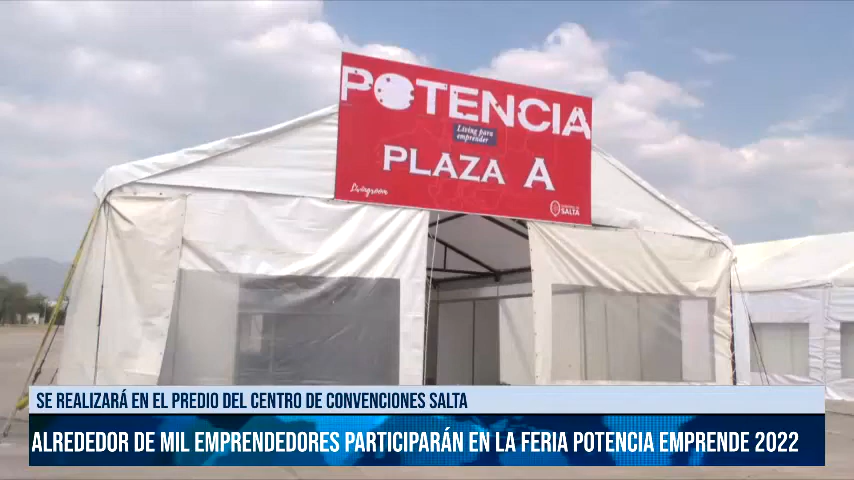 POTENCIA
Living para
emprender
PLAZA A
Livingroom
SALTA
SE REALIZARÁ EN EL PREDIO DEL CENTRO DE CONVENCIONES SALTA
ALREDEDOR DE MIL EMPRENDEDORES PARTICIPARÁN EN LA FERIA POTENCIA EMPRENDE 2022